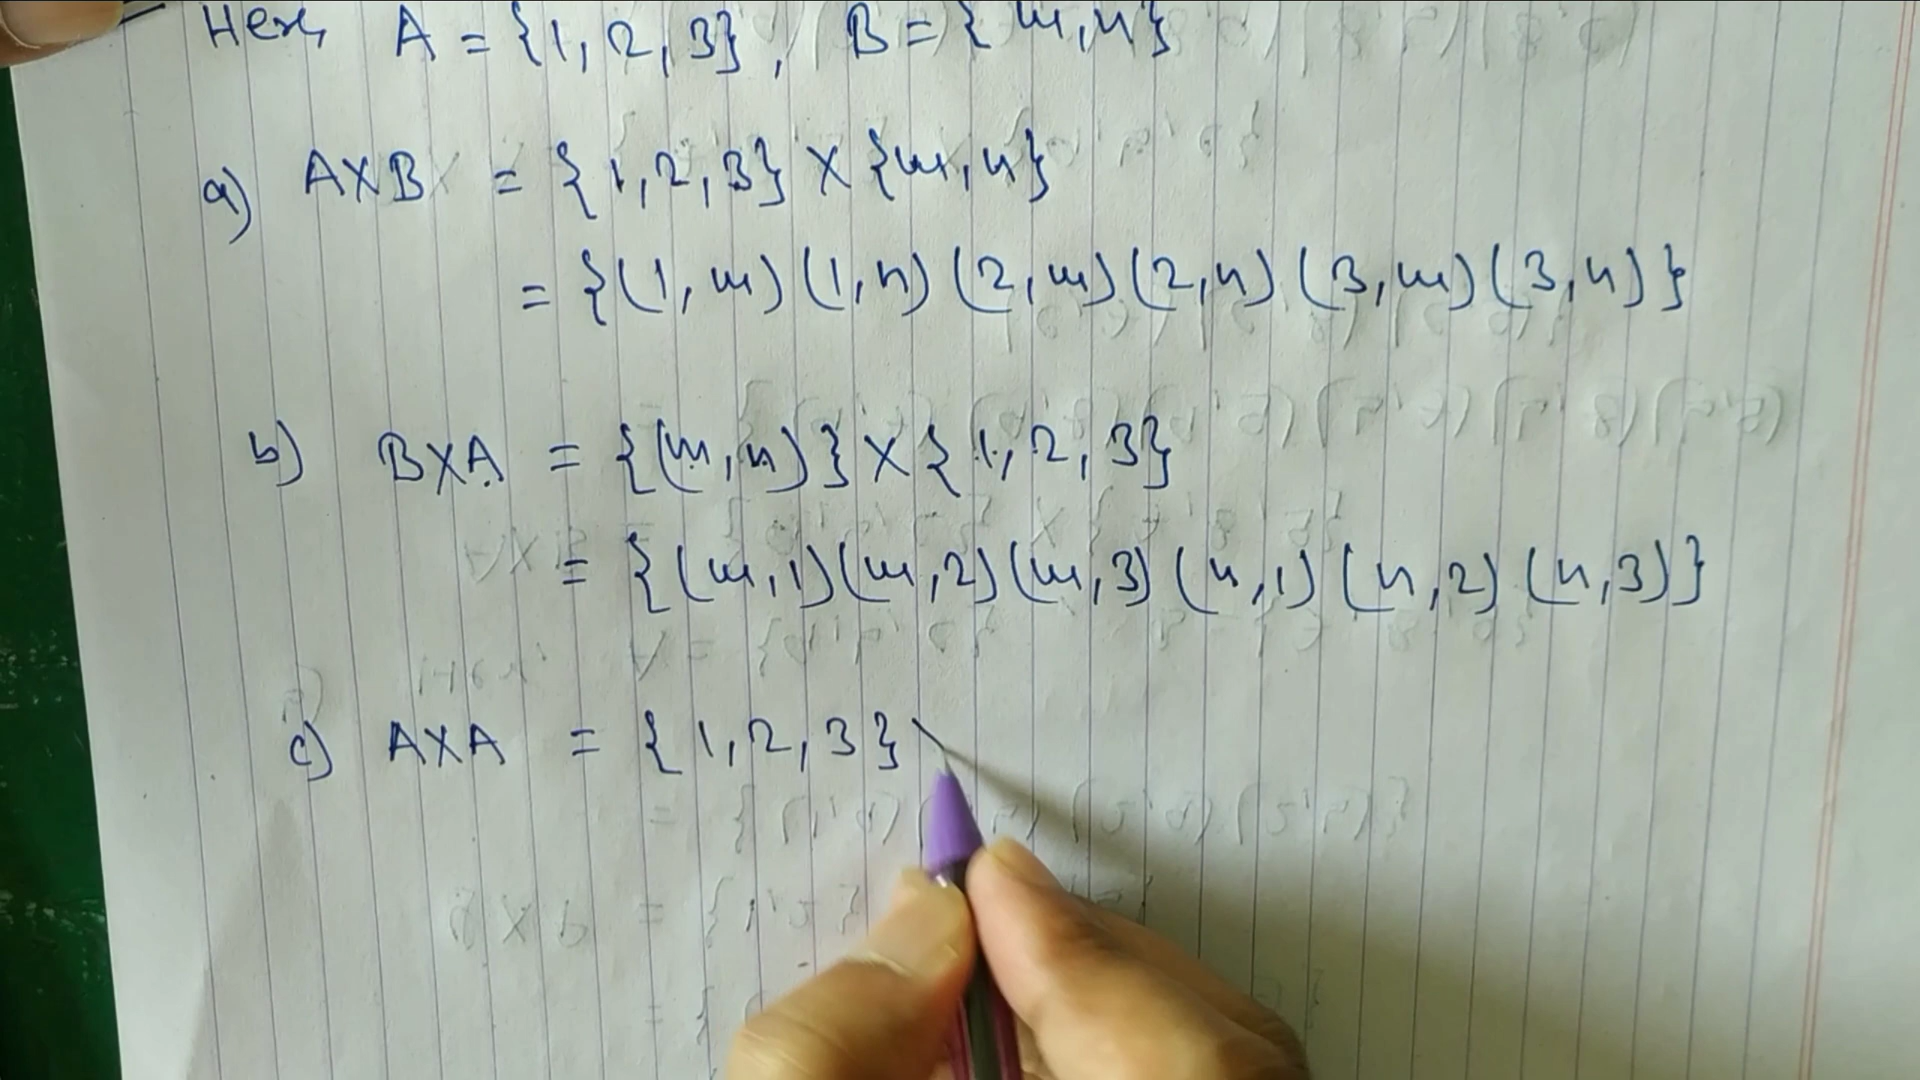 Here, A = {1, 2, 3}, B = {m, n}
a) A×B = {1, 2, 3} × {m, n}
= {(1, m) (1, n) (2, m) (2, n) (3, m) (3, n)}
b) B×A = {(m, n)} × {1, 2, 3}
= {(m, 1) (m, 2) (m, 3) (n, 1) (n, 2) (n, 3)}
c) A×A = {1, 2, 3}